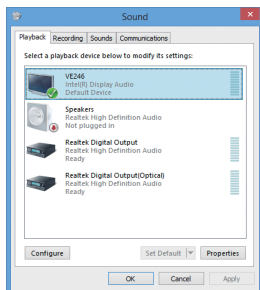 Sound
Playback Recording Sounds Communications
Select a playback device below to modify its settings:
VE246
Intel(R) Display Audio
Default Device
Speakers
Realtek High Definition Audio
Not plugged in
Realtek Digital Output
Realtek High Definition Audio
Ready
Realtek Digital Output(Optical)
Realtek High Definition Audio
Ready
Configure Set Default Properties
OK Cancel Apply